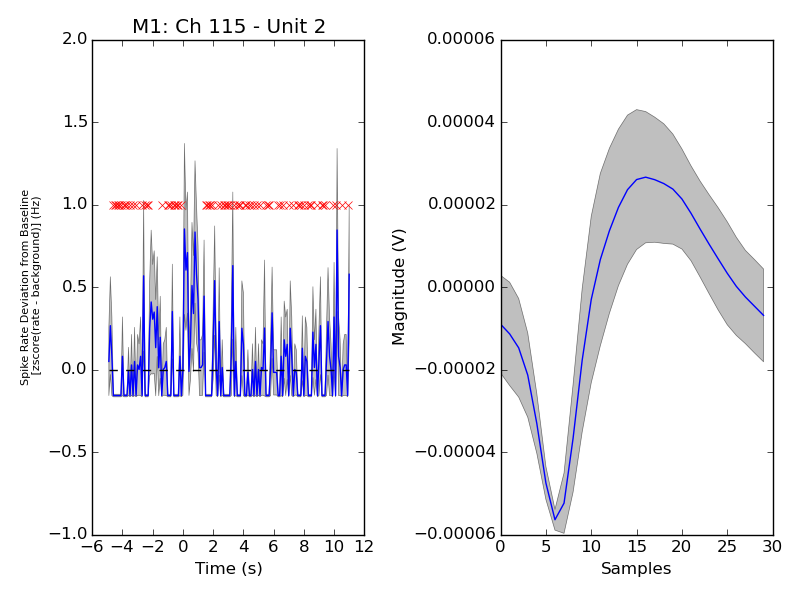 M1: Ch 115 - Unit 2
2.0
1.5
1.0
0.5
0.0
−0.5
−1.0
−6 −4 −2 0 2 4 6 8 10 12
Time (s)
Spike Rate Deviation from Baseline
[zscore(rate - background)] (Hz)
0.00006
0.00004
0.00002
0.00000
−0.00002
−0.00004
−0.00006
0 5 10 15 20 25 30
Samples
Magnitude (V)